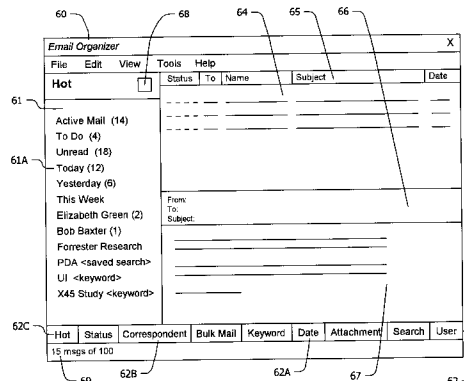 60
68
64
65
66
Email Organizer X
File Edit View Tools Help
Hot
Status To Name Subject Date
61
Active Mail (14)
To Do (4)
Unread (18)
61A
Today (12)
Yesterday (6)
This Week
Elizabeth Green (2)
Bob Baxter (1)
Forrester Research
PDA <saved search>
UI <keyword>
X45 Study <keyword>
From:
To:
Subject:
62C
Hot Status Correspondent Bulk Mail Keyword Date Attachment Search User
15 msgs of 100
69
62B
62A
67
62